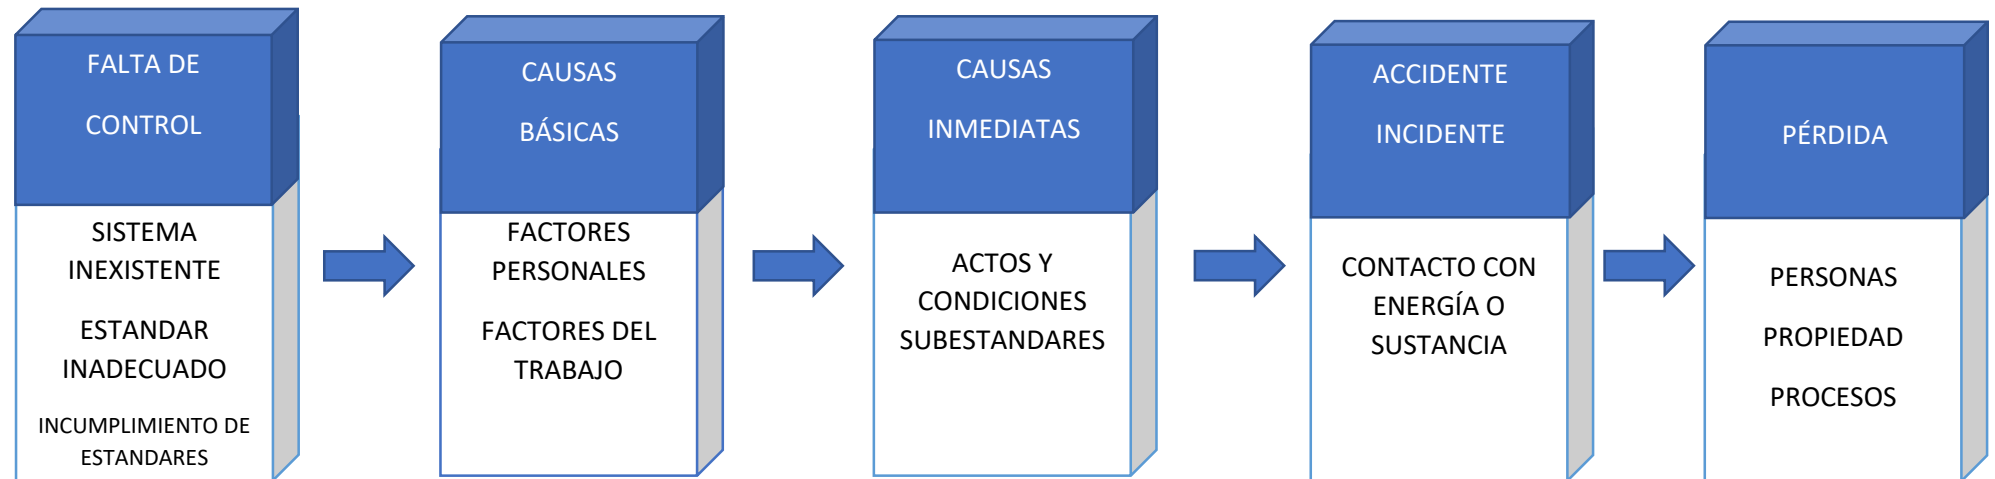 FALTA DE
CONTROL
SISTEMA
INEXISTENTE
ESTANDAR
INADECUADO
INCUMPLIMIENTO DE
ESTANDARES
CAUSAS
BÁSICAS
FACTORES
PERSONALES
FACTORES DEL
TRABAJO
CAUSAS
INMEDIATAS
ACTOS Y
CONDICIONES
SUBESTANDARES
ACCIDENTE
INCIDENTE
CONTACTO CON
ENERGÍA O
SUSTANCIA
PÉRDIDA
PERSONAS
PROPIEDAD
PROCESOS